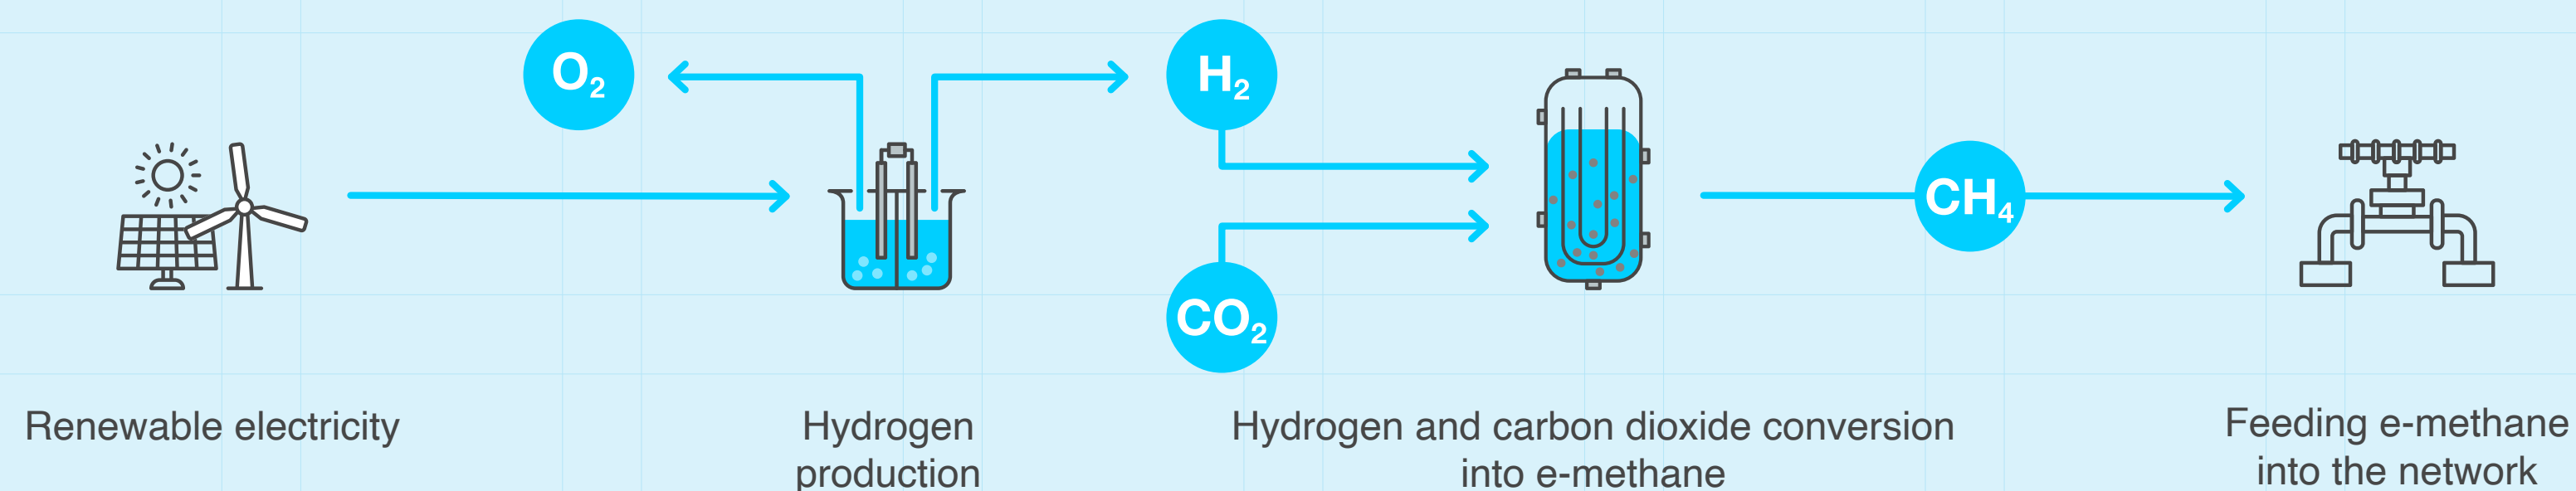 O₂
H₂
CO₂
CH₄
Renewable electricity
Hydrogen
production
Hydrogen and carbon dioxide conversion
into e-methane
Feeding e-methane
into the network